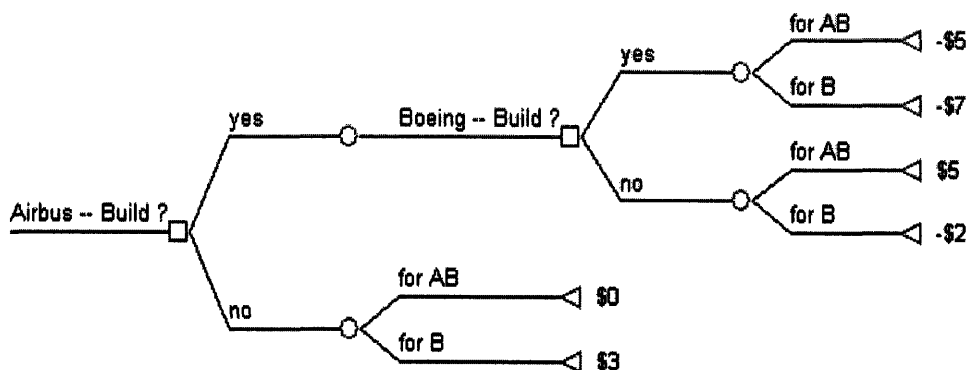 for AB -$5
yes
for B -$7
yes Boeing -- Build ?
for AB $5
no
for B -$2
Airbus -- Build ?
for AB $0
no
for B $3